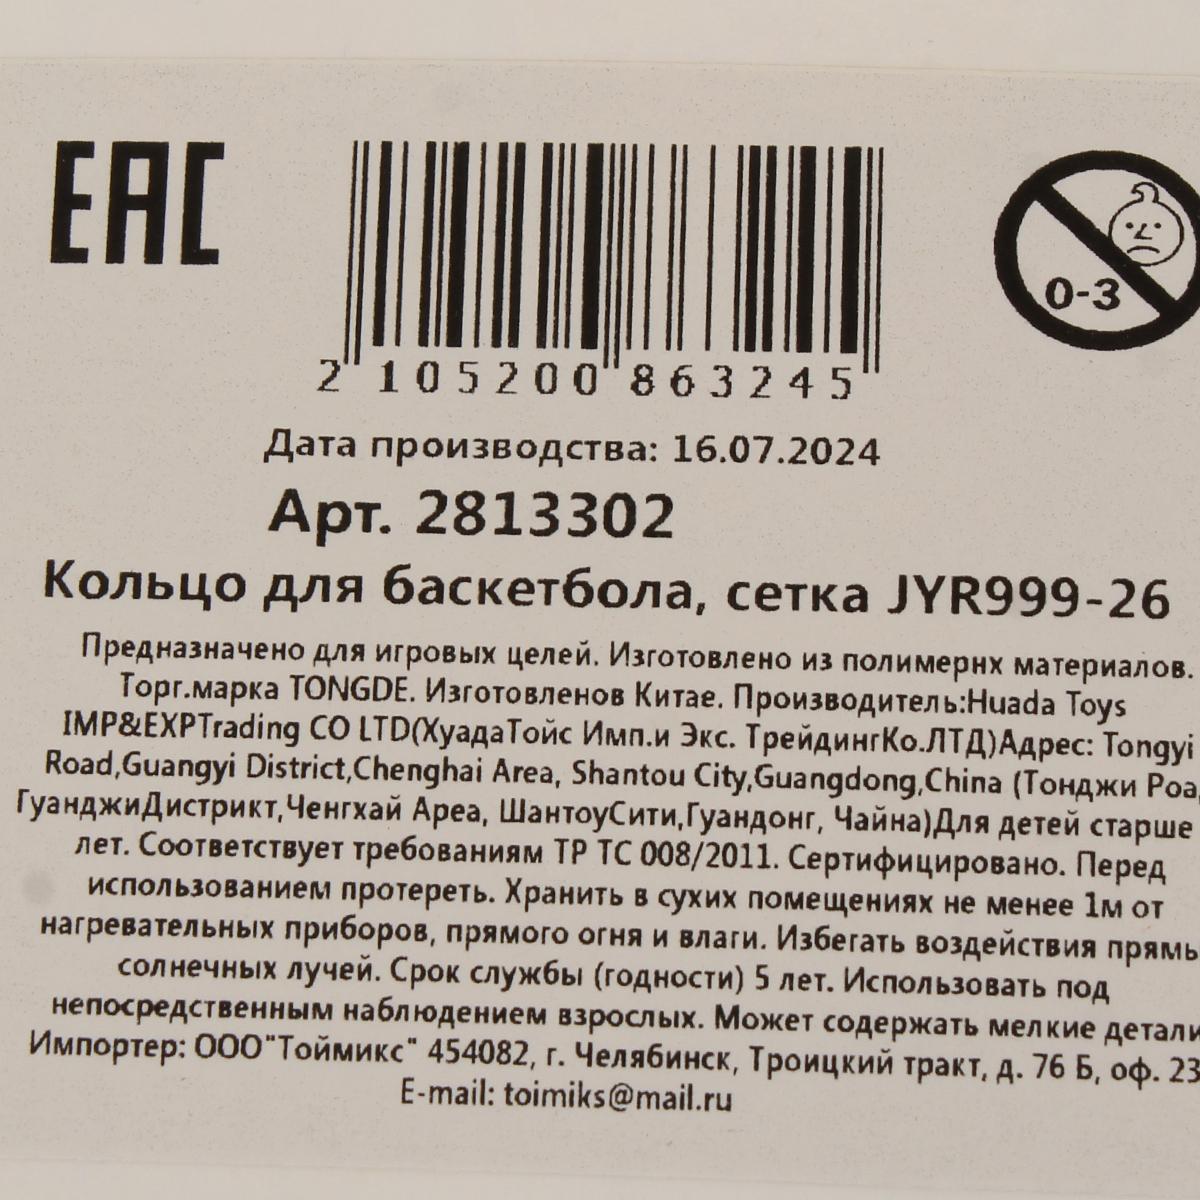 EAC
0-3
2 105200 863245
Дата производства: 16.07.2024
Арт. 2813302
Кольцо для баскетбола, сетка JYR999-26
Предназначено для игровых целей. Изготовлено из полимернх материалов.
Торг.марка TONGDE. Изготовленов Китае. Производитель:Huada Toys
IMP&EXPTrading CO LTD(ХуадаТойс Имп.и Экс. ТрейдингКо.ЛТД)Адрес: Tongyi
Road,Guangyi District,Chenghai Area, Shantou City,Guangdong,China (Тонджи Роа
ГуанджиДистрикт,Ченгхай Ареа, ШантоуСити,Гуандонг, Чайна)Для детей старше
лет. Соответствует требованиям ТР ТС 008/2011. Сертифицировано. Перед
использованием протереть. Хранить в сухих помещениях не менее 1м от
нагревательных приборов, прямого огня и влаги. Избегать воздействия прямы
солнечных лучей. Срок службы (годности) 5 лет. Использовать под
непосредственным наблюдением взрослых. Может содержать мелкие детали
Импортер: ООО"Тоймикс" 454082, г. Челябинск, Троицкий тракт, д. 76 Б, оф. 23
E-mail: toimiks@mail.ru